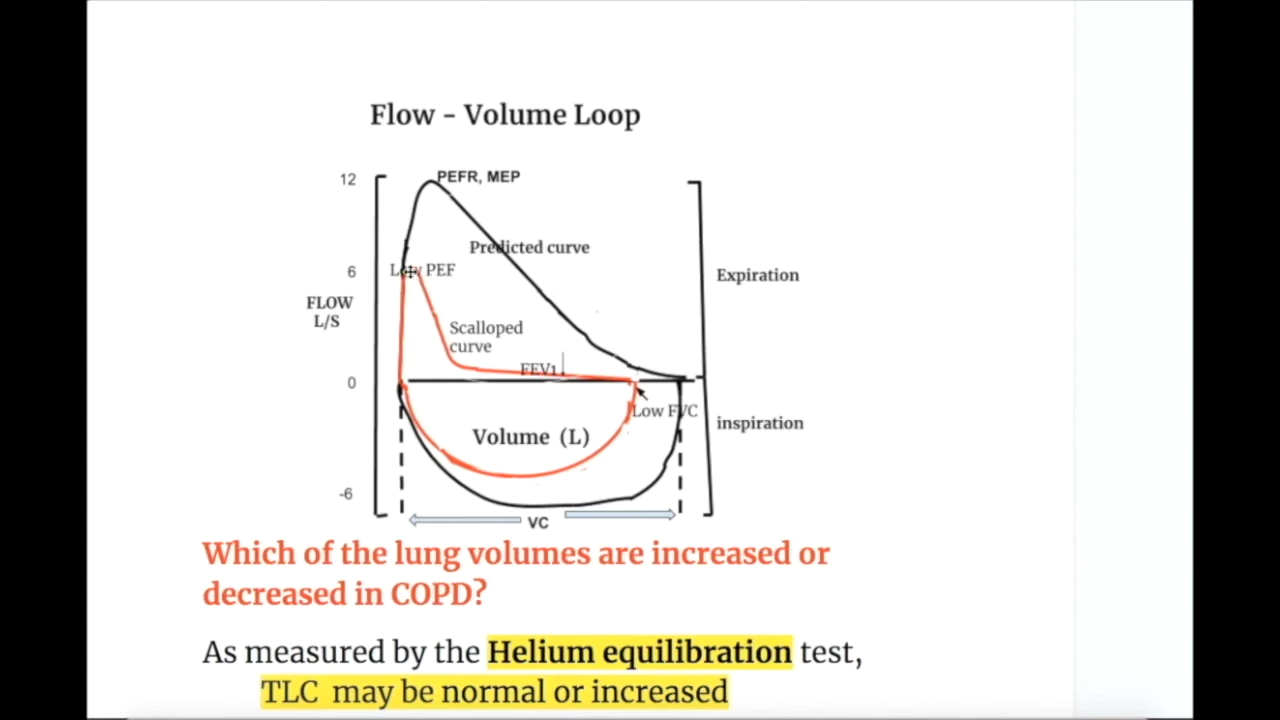 Flow - Volume Loop
12
PEFR, MEP
Predicted curve
6
Low PEF
Expiration
FLOW
L/S
Scalloped
curve
FEV1
0
Low FVC
Volume (L)
inspiration
-6
VC
Which of the lung volumes are increased or
decreased in COPD?
As measured by the Helium equilibration test,
TLC may be normal or increased